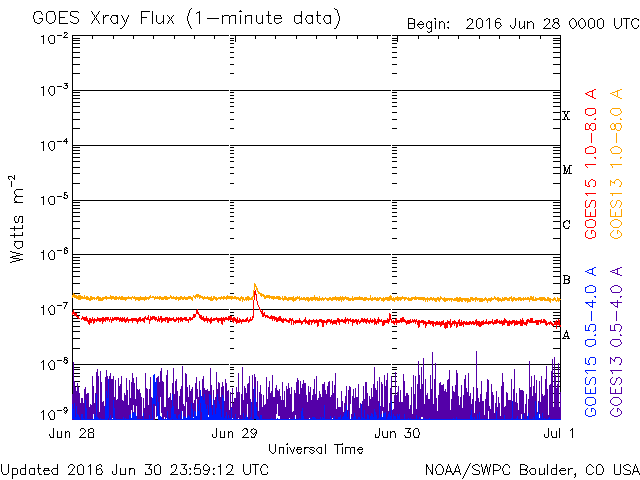 GOES Xray Flux (1-minute data)
Begin: 2016 Jun 28 0000 UTC
Watts m⁻²
10⁻²
10⁻³
10⁻⁴
10⁻⁵
10⁻⁶
10⁻⁷
10⁻⁸
10⁻⁹
X
M
C
B
A
GOES15 1.0-8.0 A
GOES13 1.0-8.0 A
GOES15 0.5-4.0 A
GOES13 0.5-4.0 A
Jun 28 Jun 29 Jun 30 Jul 1
Universal Time
Updated 2016 Jun 30 23:59:12 UTC
NOAA/SWPC Boulder, CO USA